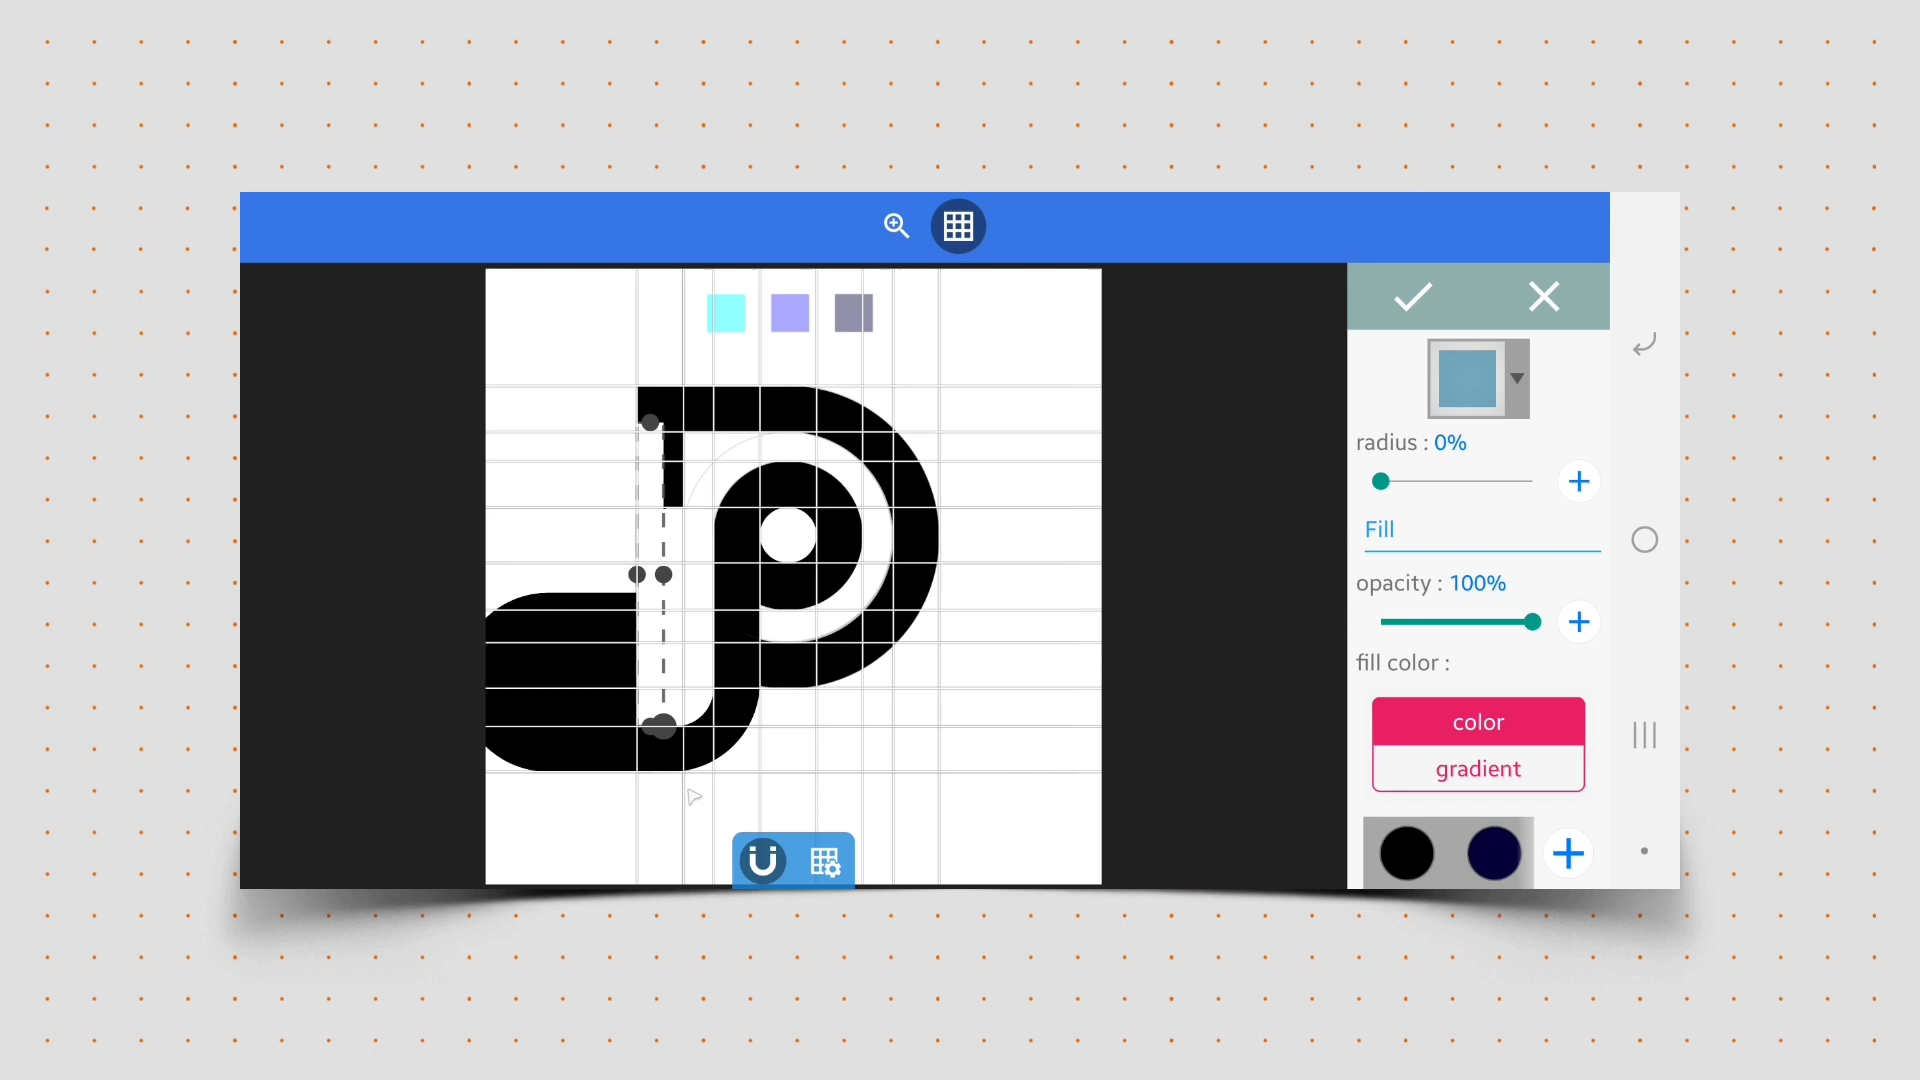 radius : 0%
Fill
opacity : 100%
fill color :
color
gradient